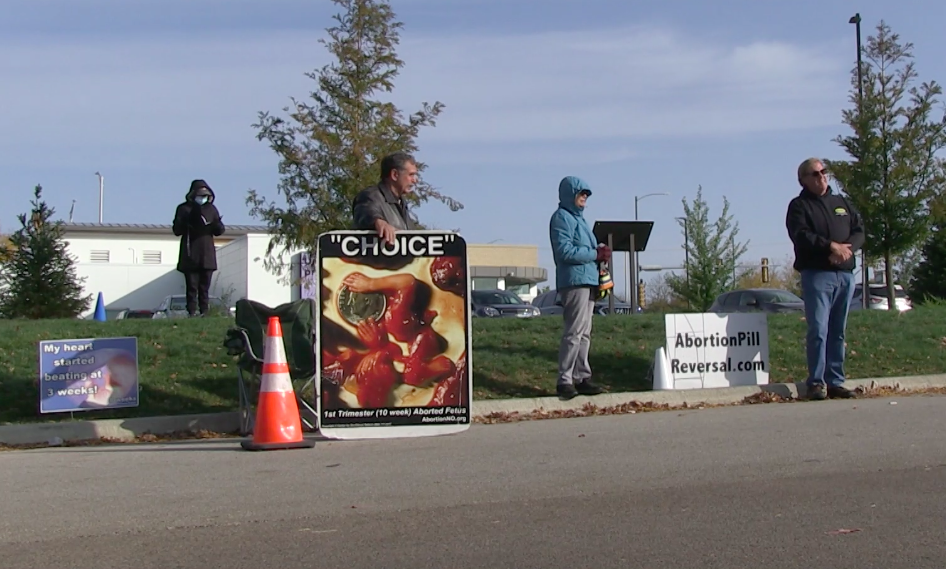 My heart
started
beating at
3 weeks!
"CHOICE"
1st Trimester (10 week) Aborted Fetus
AbortionNO.org
AbortionPill
Reversal.com